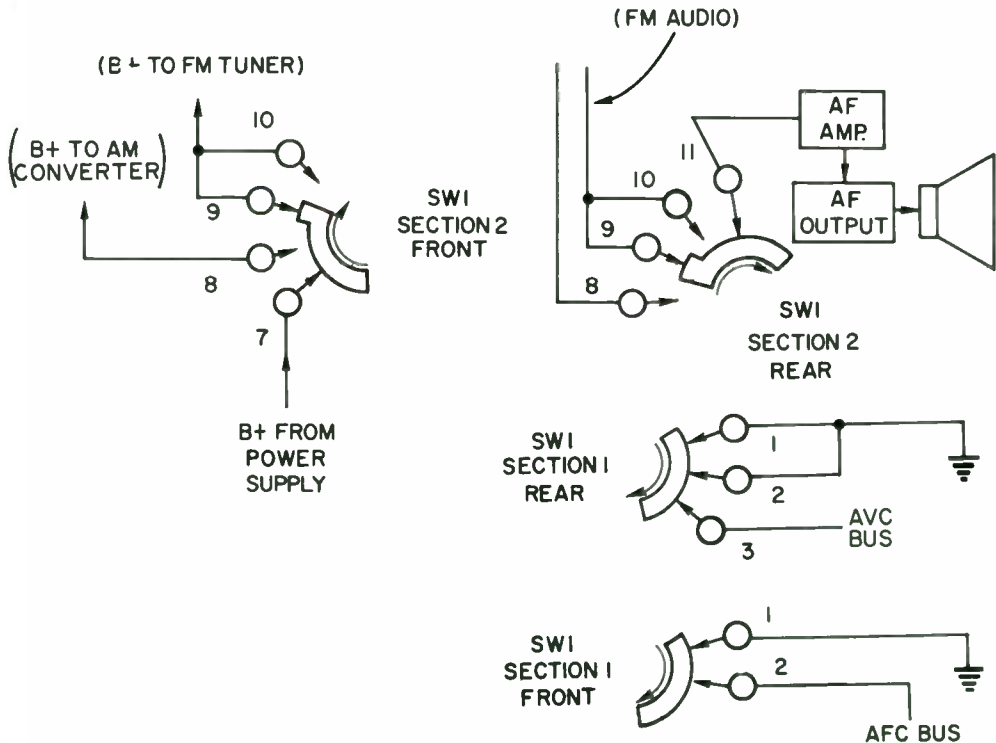 (FM AUDIO)
(B + TO FM TUNER)
(B+ TO AM
CONVERTER)
10
9
8
7
SW1
SECTION 2
FRONT
B+ FROM
POWER
SUPPLY
11
10
9
8
AF
AMP.
AF
OUTPUT
SW1
SECTION 2
REAR
SW1
SECTION 1
REAR
1
2
3
AVC
BUS
SW1
SECTION 1
FRONT
1
2
AFC BUS